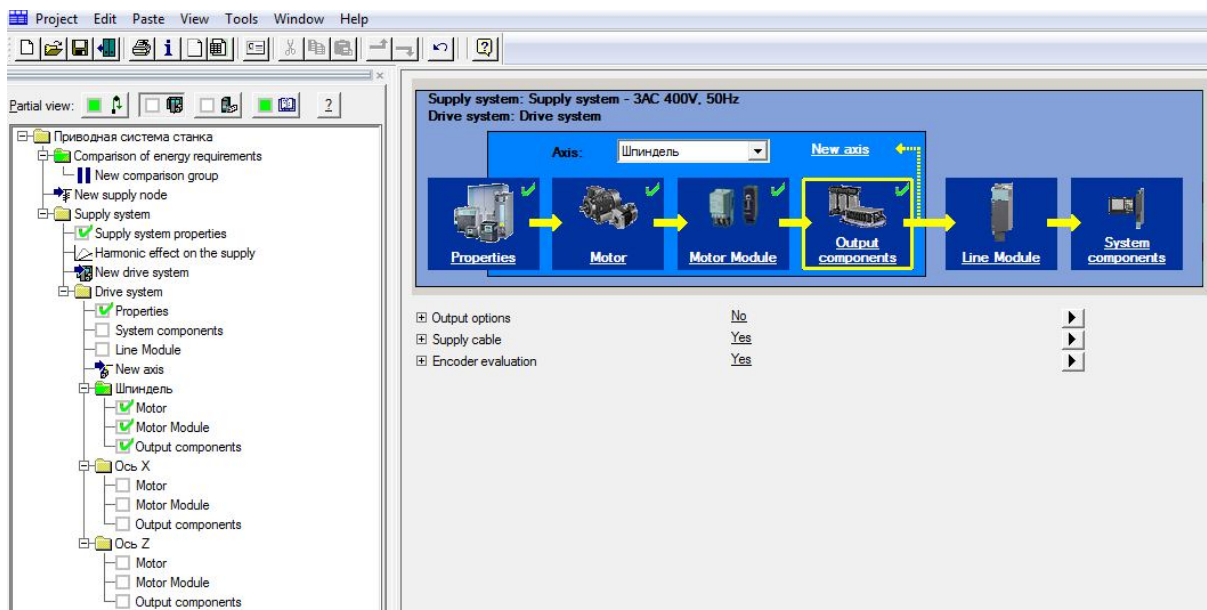 Project Edit Paste View Tools Window Help
Partial view: ?
Приводная система станка
Comparison of energy requirements
New comparison group
New supply node
Supply system
Supply system properties
Harmonic effect on the supply
New drive system
Drive system
Properties
System components
Line Module
New axis
Шпиндель
Motor
Motor Module
Output components
Ось X
Motor
Motor Module
Output components
Ось Z
Motor
Motor Module
Output components
Supply system: Supply system - 3AC 400V, 50Hz
Drive system: Drive system
Axis: Шпиндель New axis
Properties
Motor
Motor Module
Output
components
Line Module
System
components
Output options No
Supply cable Yes
Encoder evaluation Yes